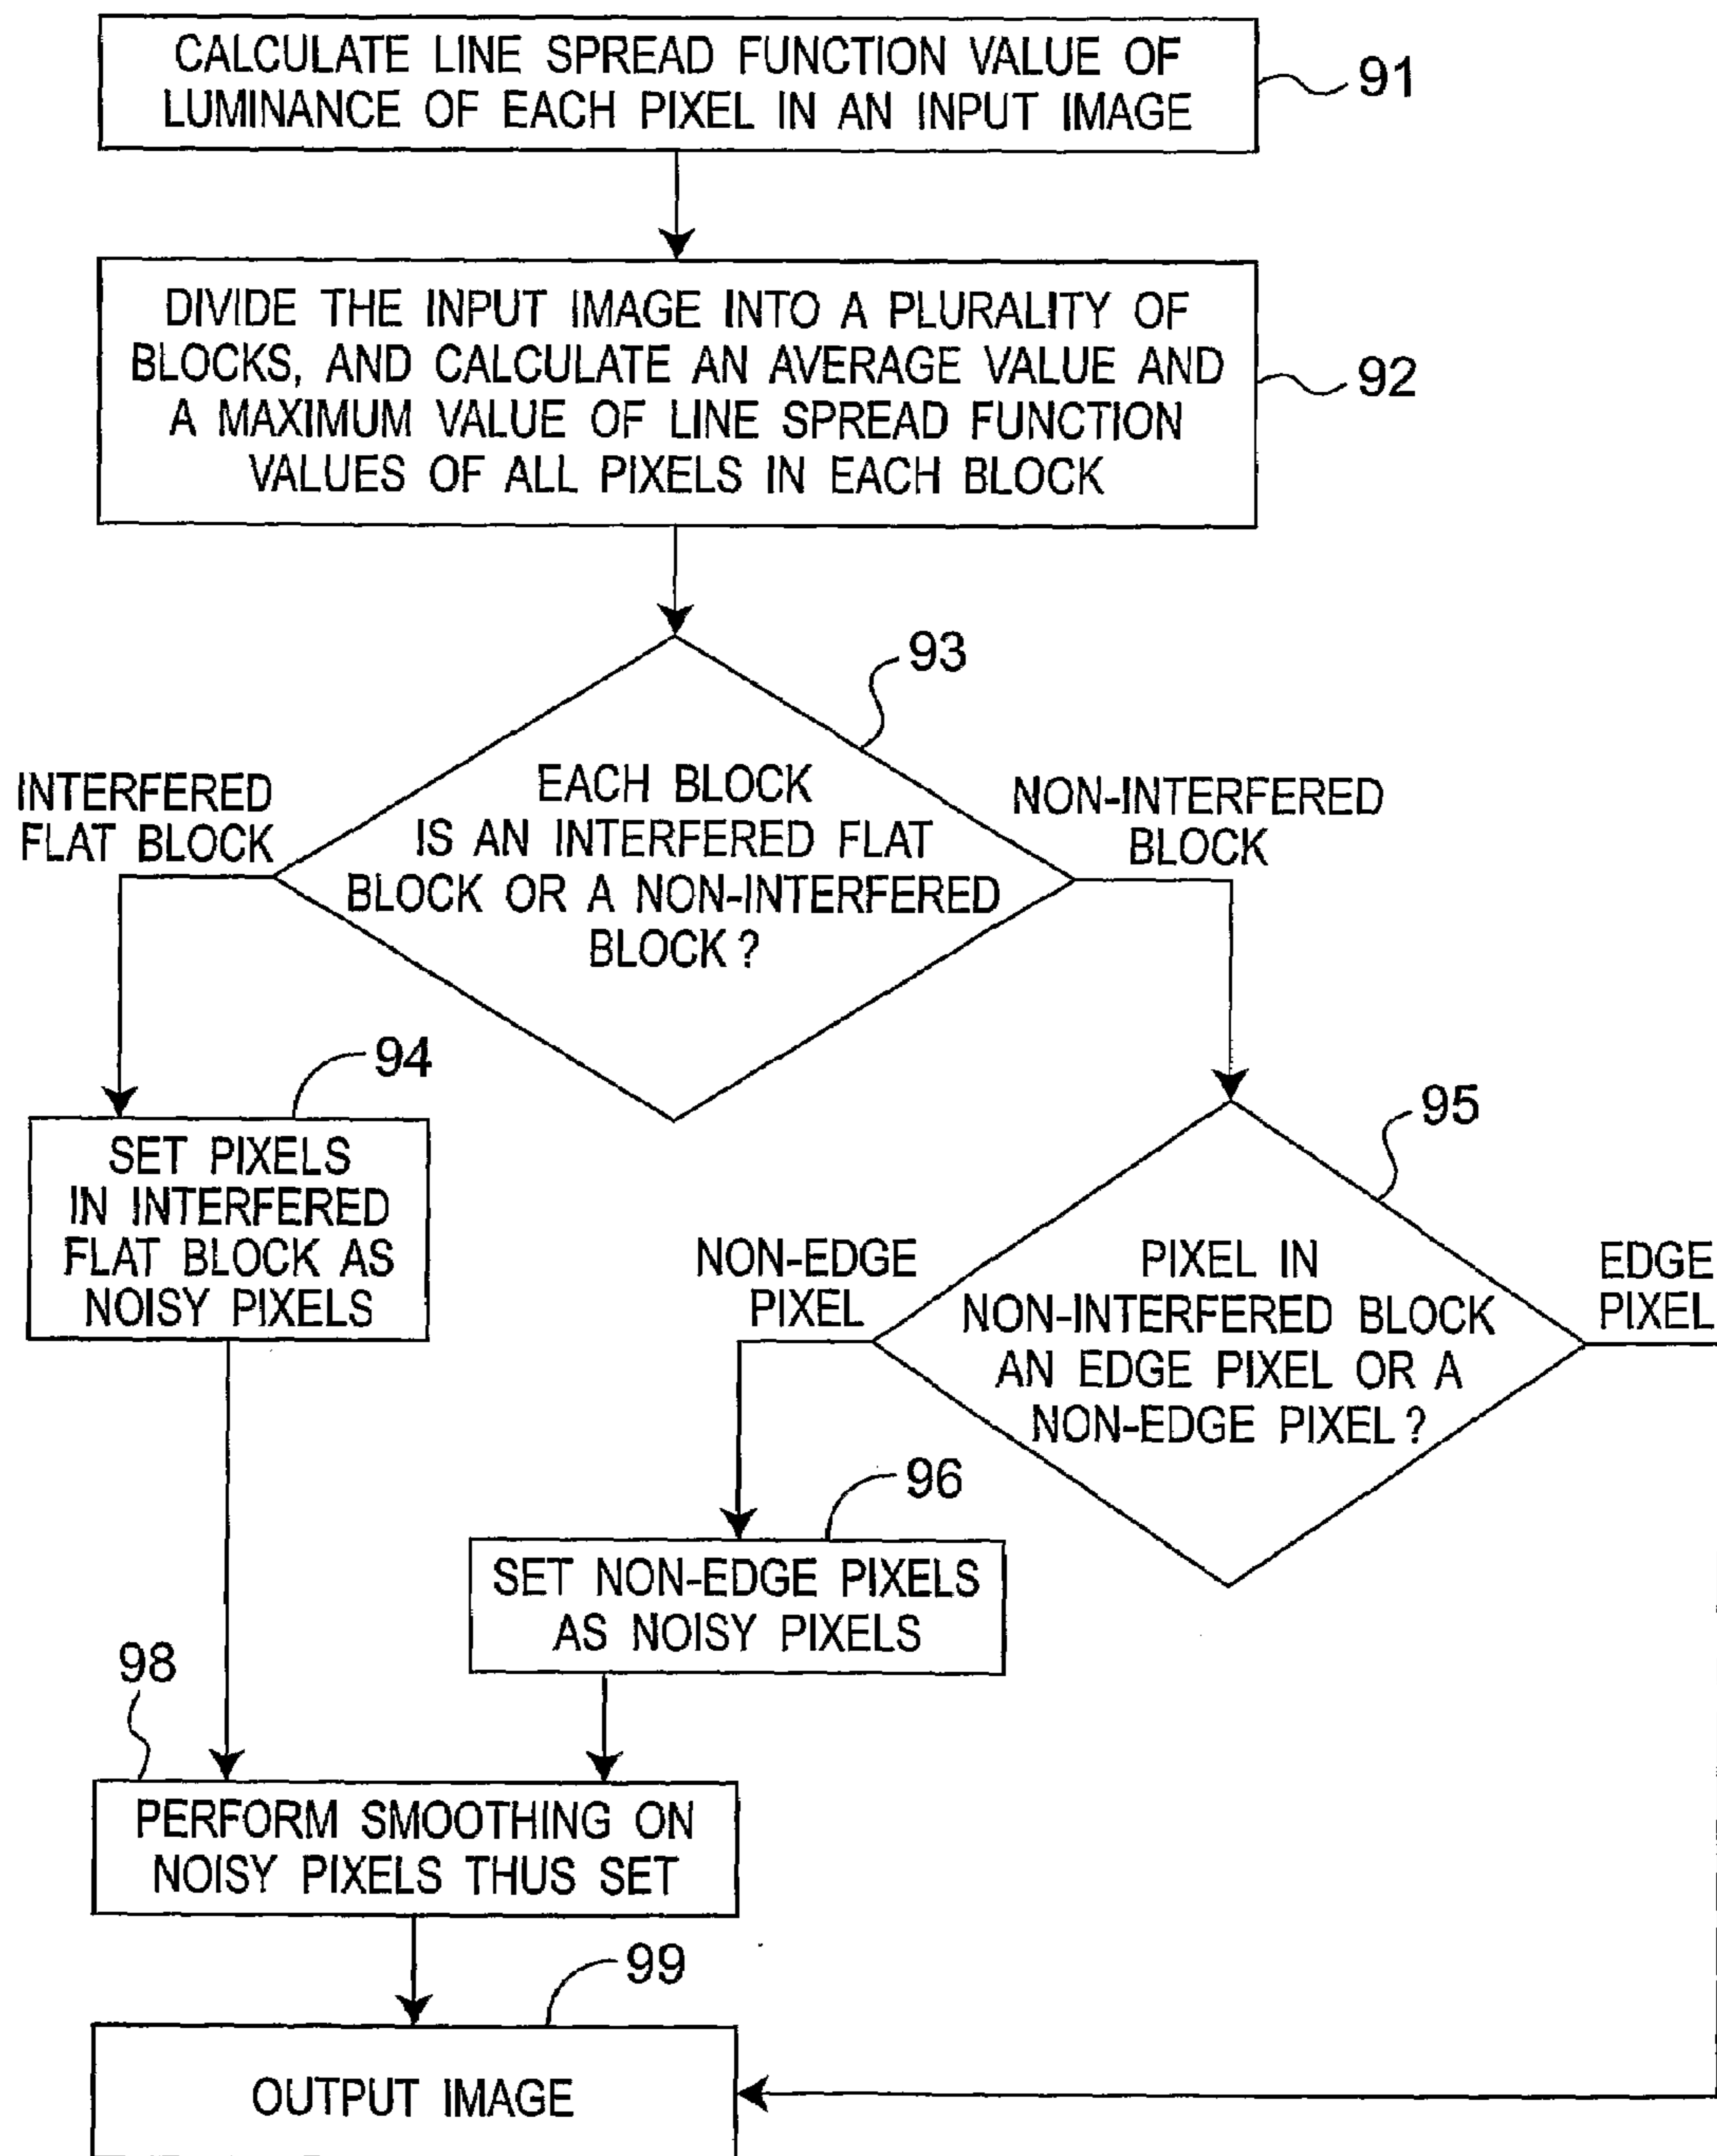 CALCULATE LINE SPREAD FUNCTION VALUE OF
LUMINANCE OF EACH PIXEL IN AN INPUT IMAGE
91
DIVIDE THE INPUT IMAGE INTO A PLURALITY OF
BLOCKS, AND CALCULATE AN AVERAGE VALUE AND
A MAXIMUM VALUE OF LINE SPREAD FUNCTION
VALUES OF ALL PIXELS IN EACH BLOCK
92
93
EACH BLOCK
IS AN INTERFERED FLAT
BLOCK OR A NON-INTERFERED
BLOCK?
INTERFERED
FLAT BLOCK
NON-INTERFERED
BLOCK
94
SET PIXELS
IN INTERFERED
FLAT BLOCK AS
NOISY PIXELS
95
PIXEL IN
NON-INTERFERED BLOCK
AN EDGE PIXEL OR A
NON-EDGE PIXEL?
NON-EDGE
PIXEL
EDGE
PIXEL
96
SET NON-EDGE PIXELS
AS NOISY PIXELS
98
PERFORM SMOOTHING ON
NOISY PIXELS THUS SET
99
OUTPUT IMAGE